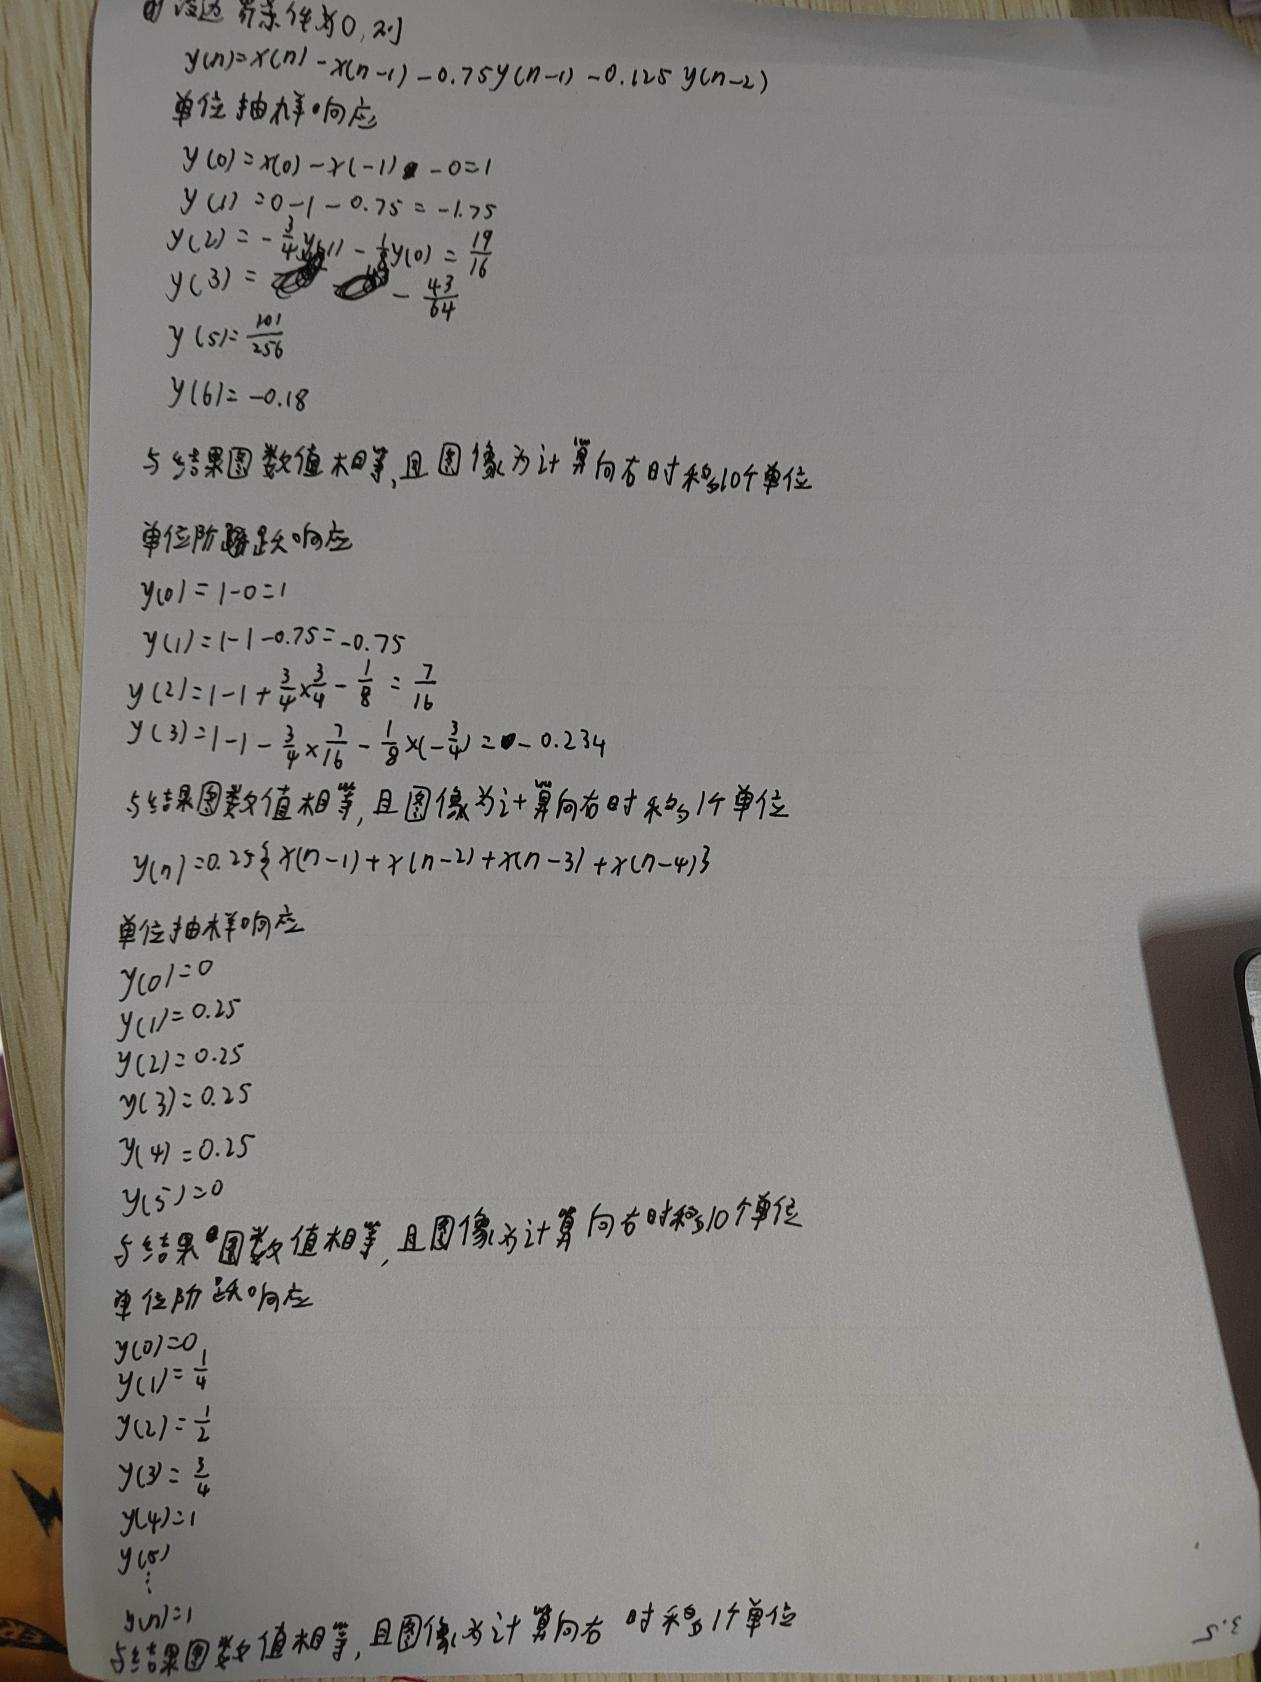 设边界条件为0,则
y(n)=x(n)-x(n-1)-0.75y(n-1)-0.125y(n-2)
单位抽样响应
y(0)=x(0)-x(-1)-0=1
y(1)=0-1-0.75=-1.75
y(2)=-3/4y(1)-1/8y(0)=19/16
y(3)=-43/64
y(5)=101/256
y(6)=-0.18
与结果图数值相等,且图像为计算向右时移10个单位
单位阶跃响应
y(0)=1-0=1
y(1)=1-1-0.75=-0.75
y(2)=1-1+3/4×3/4-1/8=7/16
y(3)=1-1-3/4×7/16-1/8×(-3/4)=-0.234
与结果图数值相等,且图像为计算向右时移1个单位
y(n)=0.25{x(n-1)+x(n-2)+x(n-3)+x(n-4)}
单位抽样响应
y(0)=0
y(1)=0.25
y(2)=0.25
y(3)=0.25
y(4)=0.25
y(5)=0
与结果图数值相等,且图像为计算向右时移10个单位
单位阶跃响应
y(0)=0
y(1)=1/4
y(2)=1/2
y(3)=3/4
y(4)=1
y(5)
⋮
y(n)=1
与结果图数值相等,且图像为计算向右时移1个单位
3.5